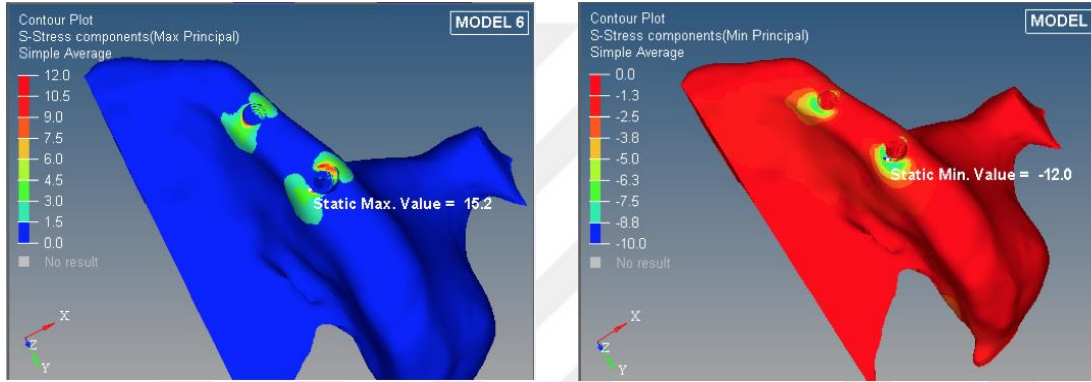 Contour Plot
S-Stress components(Max Principal)
Simple Average
MODEL 6
12.0
10.5
9.0
7.5
6.0
4.5
3.0
1.5
0.0
No result
Static Max. Value = 15.2
X
Z
Y
Contour Plot
S-Stress components(Min Principal)
Simple Average
MODEL
0.0
-1.3
-2.5
-3.8
-5.0
-6.3
-7.5
-8.8
-10.0
No result
Static Min. Value = -12.0
X
Z
Y